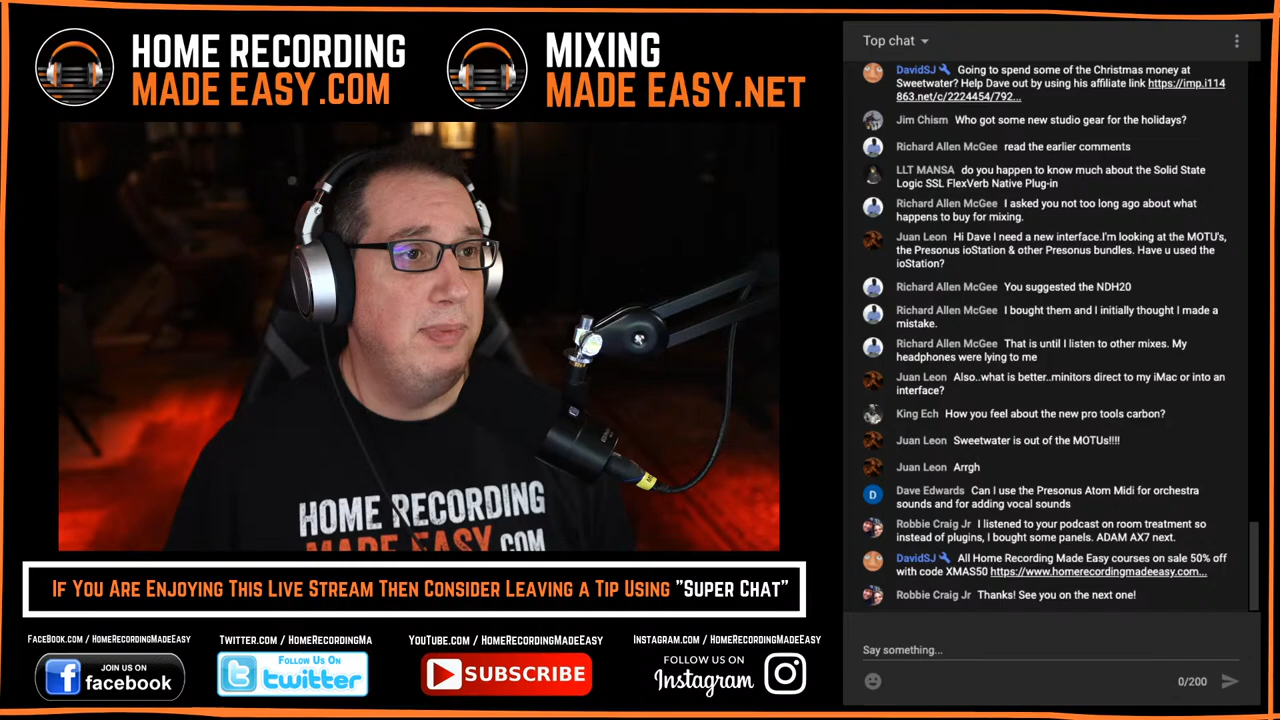 HOME RECORDING
MADE EASY.COM
MIXING
MADE EASY.NET
HOME RECORDING
MADE EASY.COM
IF YOU ARE ENJOYING THIS LIVE STREAM THEN CONSIDER LEAVING A TIP USING "SUPER CHAT"
FACEBOOK.COM / HOMERECORDINGMADEEASY
JOIN US ON
facebook
TWITTER.COM / HOMERECORDINGMA
FOLLOW US ON
twitter
YOUTUBE.COM / HOMERECORDINGMADEEASY
SUBSCRIBE
INSTAGRAM.COM / HOMERECORDINGMADEEASY
FOLLOW US ON
Instagram
Top chat
DavidSJ Going to spend some of the Christmas money at
Sweetwater? Help Dave out by using his affiliate link https://imp.i114
863.net/c/2224454/792...
Jim Chism Who got some new studio gear for the holidays?
Richard Allen McGee read the earlier comments
LLT MANSA do you happen to know much about the Solid State
Logic SSL FlexVerb Native Plug-in
Richard Allen McGee I asked you not too long ago about what
happens to buy for mixing.
Juan Leon Hi Dave I need a new interface.I'm looking at the MOTU's,
the Presonus ioStation & other Presonus bundles. Have u used the
ioStation?
Richard Allen McGee You suggested the NDH20
Richard Allen McGee I bought them and I initially thought I made a
mistake.
Richard Allen McGee That is until I listen to other mixes. My
headphones were lying to me
Juan Leon Also..what is better..minitors direct to my iMac or into an
interface?
King Ech How you feel about the new pro tools carbon?
Juan Leon Sweetwater is out of the MOTUs!!!!
Juan Leon Arrgh
D Dave Edwards Can I use the Presonus Atom Midi for orchestra
sounds and for adding vocal sounds
Robbie Craig Jr I listened to your podcast on room treatment so
instead of plugins, I bought some panels. ADAM AX7 next.
DavidSJ All Home Recording Made Easy courses on sale 50% off
with code XMAS50 https://www.homerecordingmadeeasy.com...
Robbie Craig Jr Thanks! See you on the next one!
Say something...
0/200